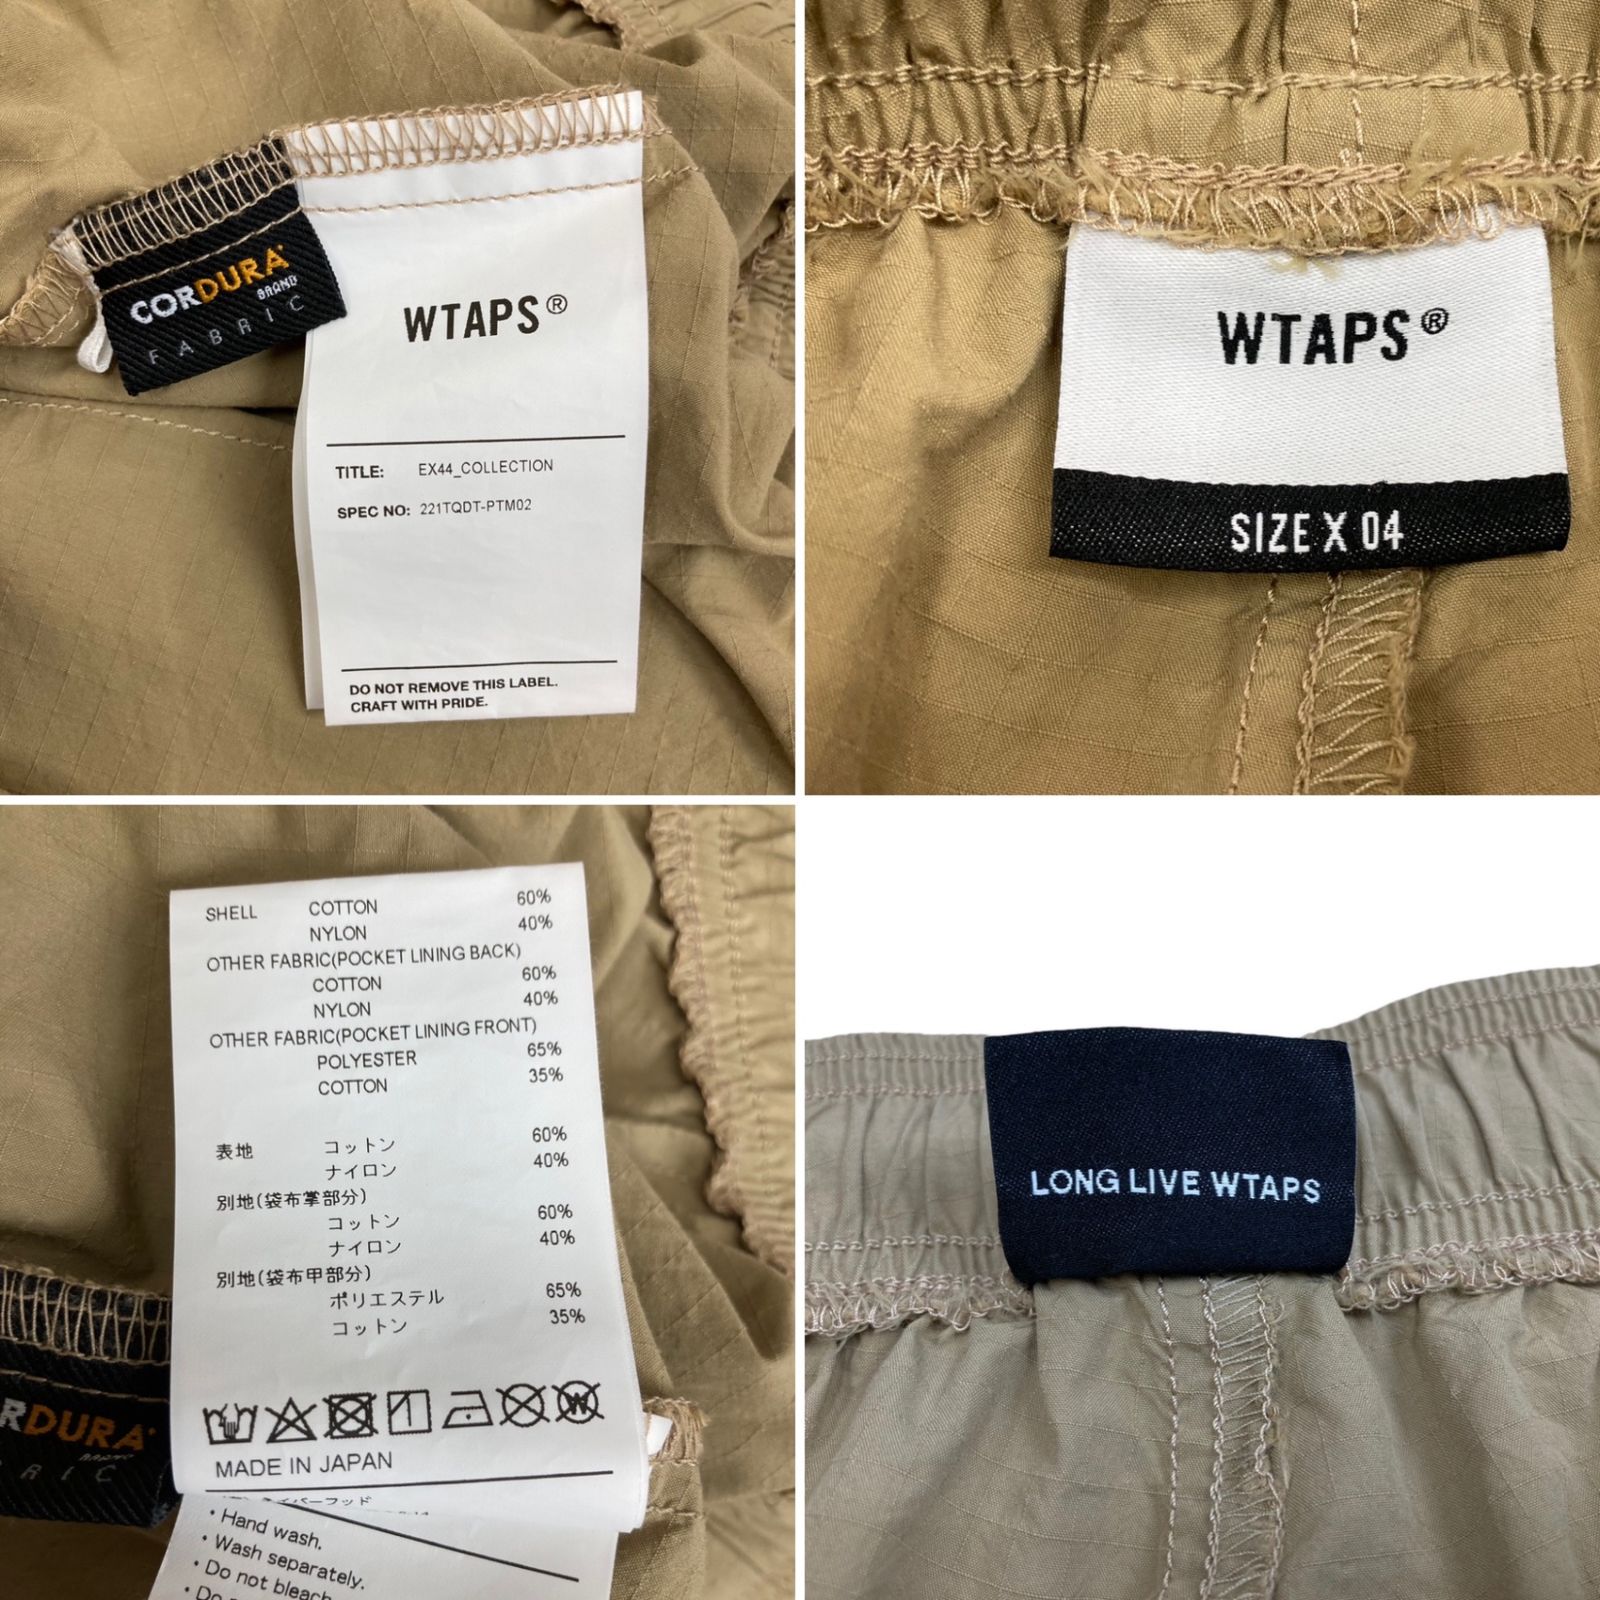 CORDURA
BRAND
FABRIC
WTAPS®
TITLE: EX44_COLLECTION
SPEC NO: 221TQDT-PTM02
DO NOT REMOVE THIS LABEL.
CRAFT WITH PRIDE.
WTAPS®
SIZE X 04
SHELL COTTON 60%
NYLON 40%
OTHER FABRIC(POCKET LINING BACK)
COTTON 60%
NYLON 40%
OTHER FABRIC(POCKET LINING FRONT)
POLYESTER 65%
COTTON 35%
表地 コットン 60%
ナイロン 40%
別地(袋布掌部分)
コットン 60%
ナイロン 40%
別地(袋布甲部分)
ポリエステル 65%
コットン 35%
W
MADE IN JAPAN
RDURA
BRAND
RIC
・Hand wash.
・Wash separately.
・Do not bleach
LONG LIVE WTAPS